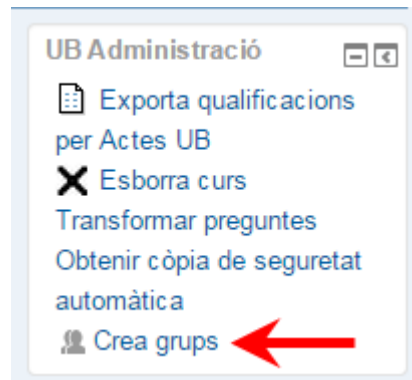 UB Administració
Exporta qualificacions
per Actes UB
Esborra curs
Transformar preguntes
Obtenir còpia de seguretat
automàtica
Crea grups